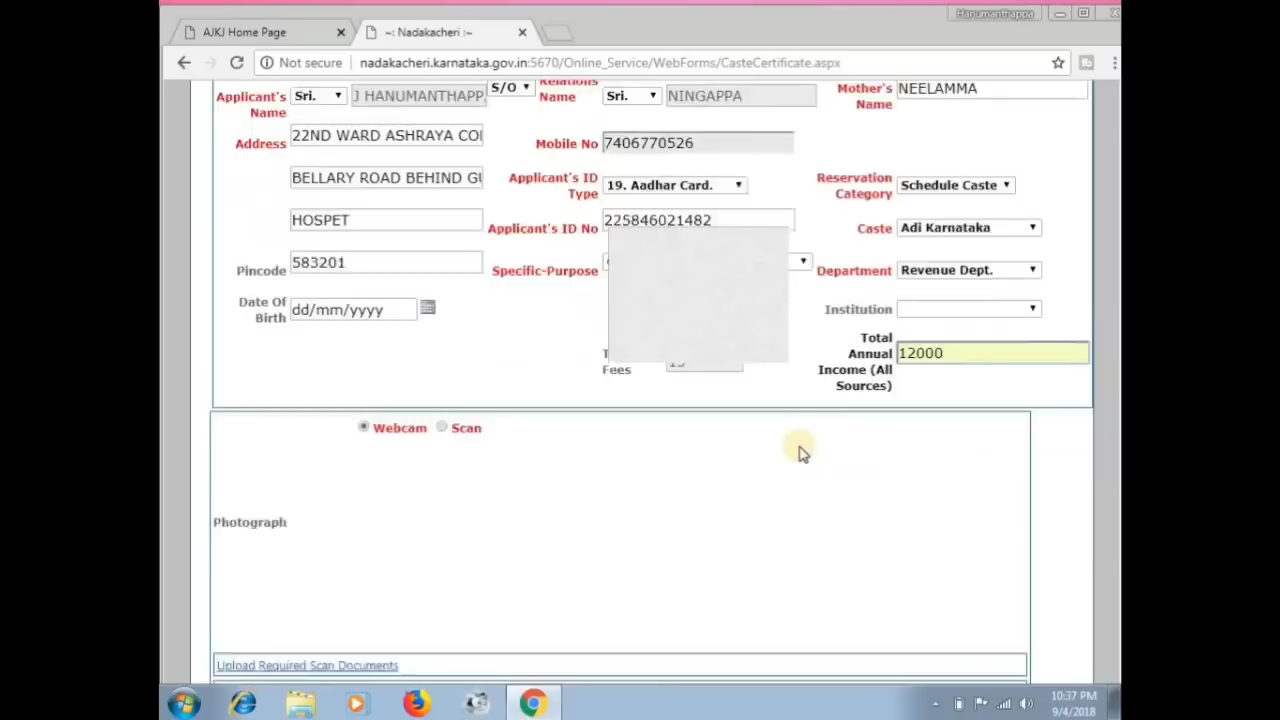 AJKJ Home Page
~: Nadakacheri :~
Hanumanthappa
Not secure
nadakacheri.karnataka.gov.in:5670/Online_Service/WebForms/CasteCertificate.aspx
Applicant's Name
Sri.
J HANUMANTHAPP
S/O
Relations Name
Sri.
NINGAPPA
Mother's Name
NEELAMMA
Address
22ND WARD ASHRAYA
Mobile No
7406770526
BELLARY ROAD BEHIND
Applicant's ID Type
19. Aadhar Card.
Reservation Category
Schedule Caste
HOSPET
Applicant's ID No
225846021482
Caste
Adi Karnataka
Pincode
583201
Specific-Purpose
Department
Revenue Dept.
Date Of Birth
dd/mm/yyyy
Institution
Fees
Total Annual Income (All Sources)
12000
Webcam
Scan
Photograph
Upload Required Scan Documents
10:37 PM
9/4/2018